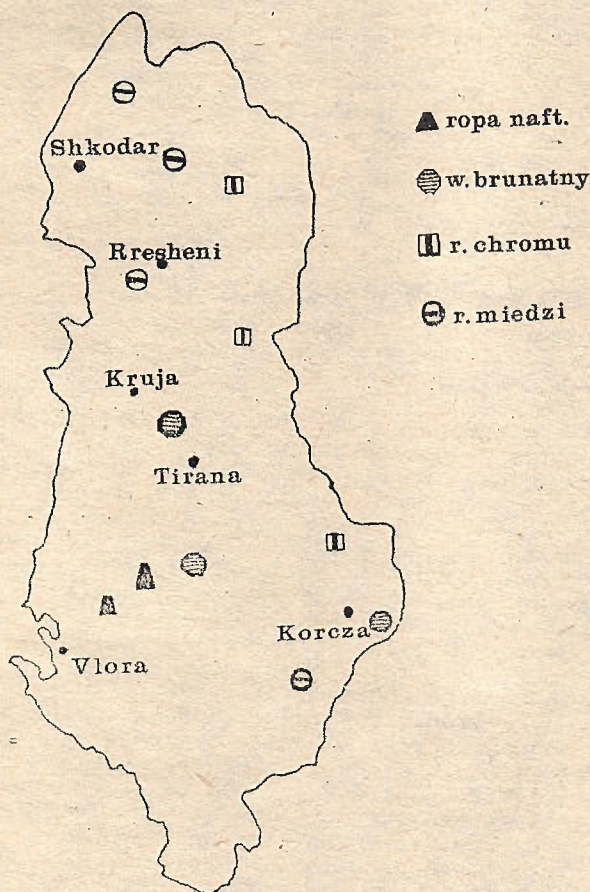 Shkodar
Rresheni
Kruja
Tirana
Korcza
Vlora
ropa naft.
w. brunatny
r. chromu
r. miedzi